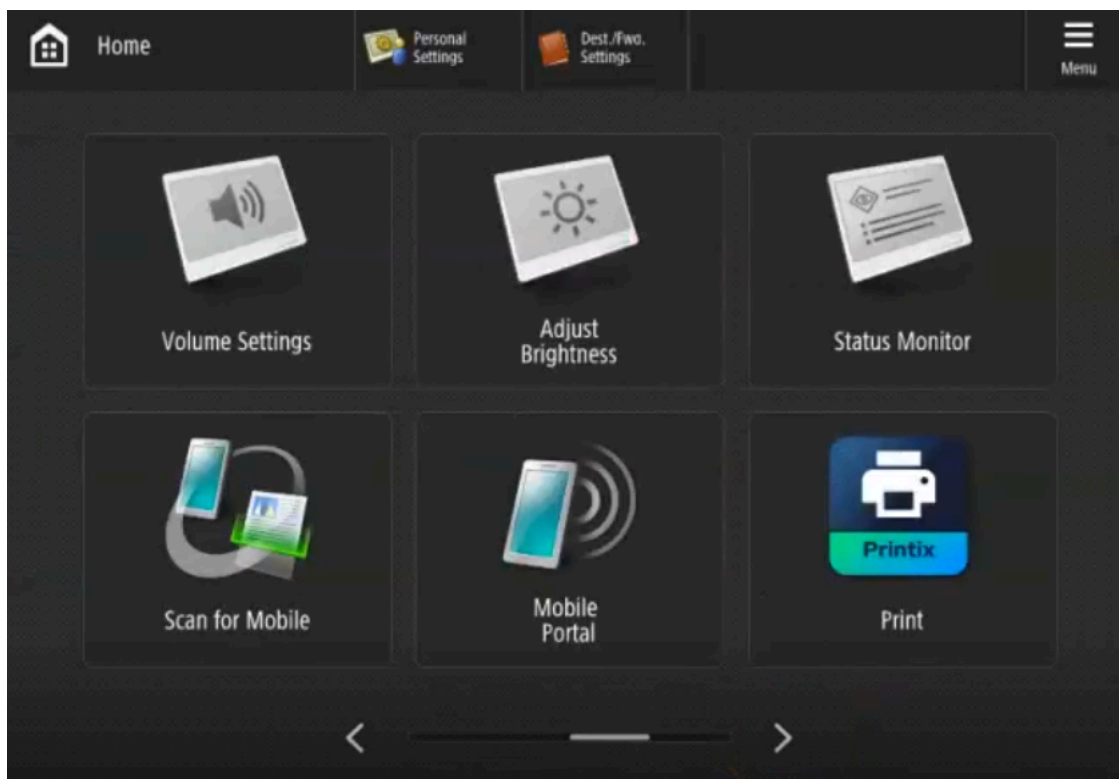 Home
Personal
Settings
Dest./Fwd.
Settings
Menu
Volume Settings
Adjust
Brightness
Status Monitor
Scan for Mobile
Mobile
Portal
Printix
Print